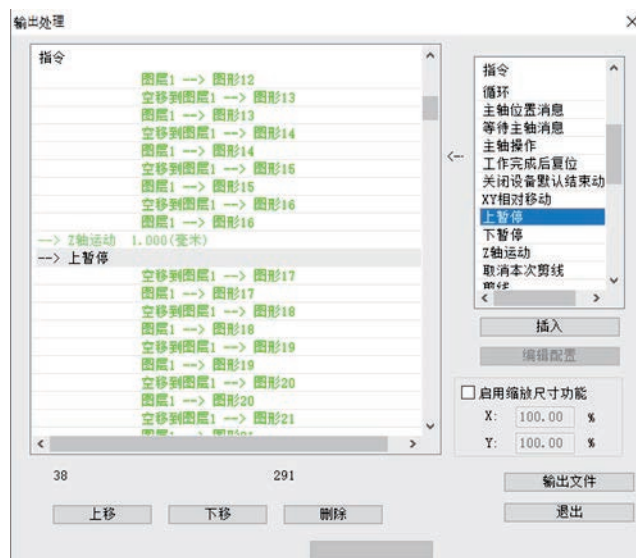 输出处理
指令
图层1 --> 图形12
空移到图层1 --> 图形13
图层1 --> 图形13
空移到图层1 --> 图形14
图层1 --> 图形14
空移到图层1 --> 图形15
图层1 --> 图形15
空移到图层1 --> 图形16
图层1 --> 图形16
--> Z轴运动 1.000(毫米)
--> 上暂停
空移到图层1 --> 图形17
图层1 --> 图形17
空移到图层1 --> 图形18
图层1 --> 图形18
空移到图层1 --> 图形19
图层1 --> 图形19
空移到图层1 --> 图形20
图层1 --> 图形20
空移到图层1 --> 图形21
38
291
上移
下移
删除
<--
指令
循环
主轴位置消息
等待主轴消息
主轴操作
工作完成后复位
关闭设备默认结束动
XY相对移动
上暂停
下暂停
Z轴运动
取消本次剪线
插入
编辑配置
启用缩放尺寸功能
X: 100.00 %
Y: 100.00 %
输出文件
退出